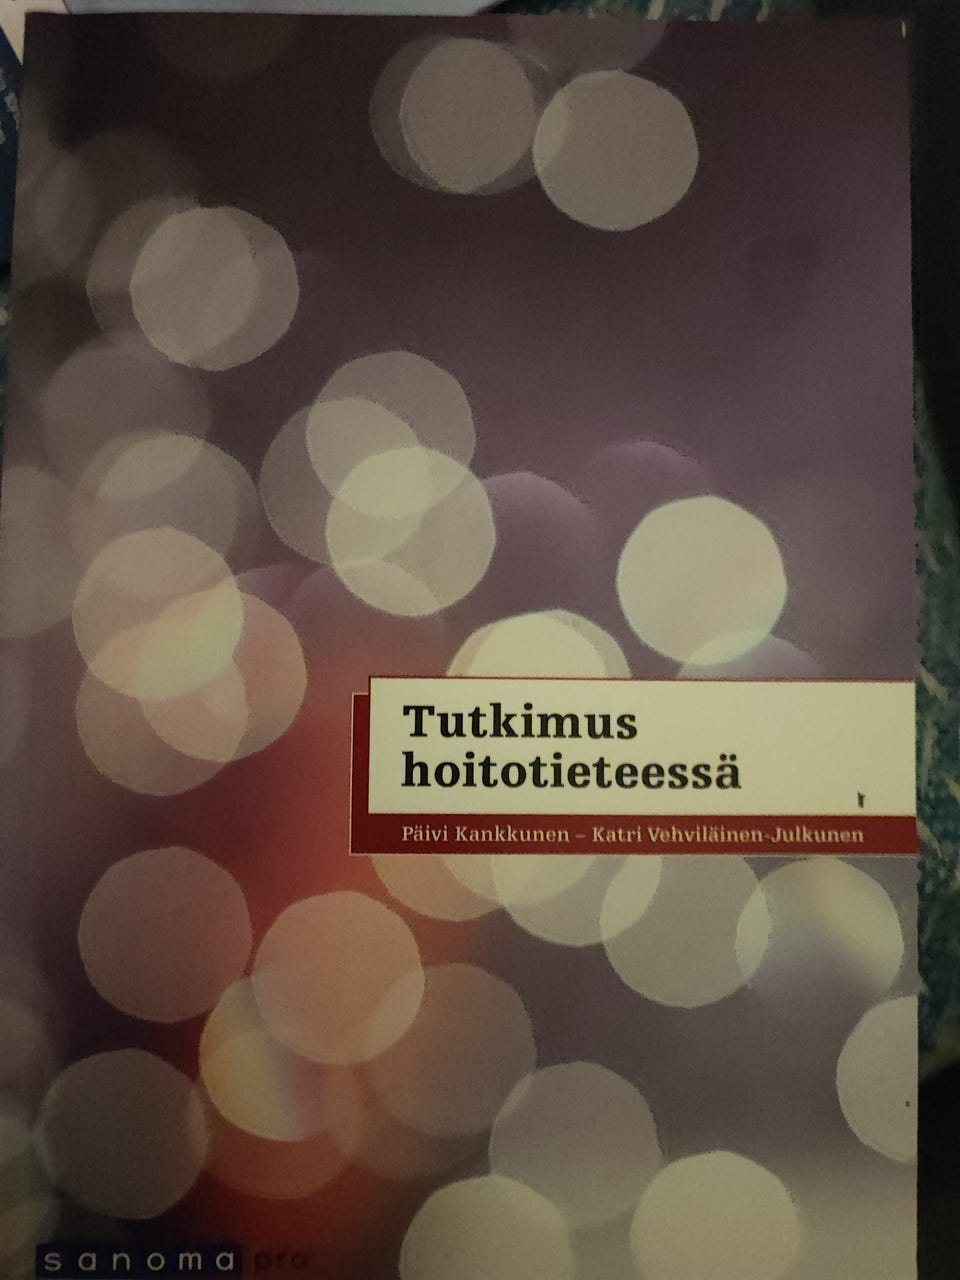 Tutkimus
hoitotieteessä
Päivi Kankkunen – Katri Vehviläinen-Julkunen
sanoma pro